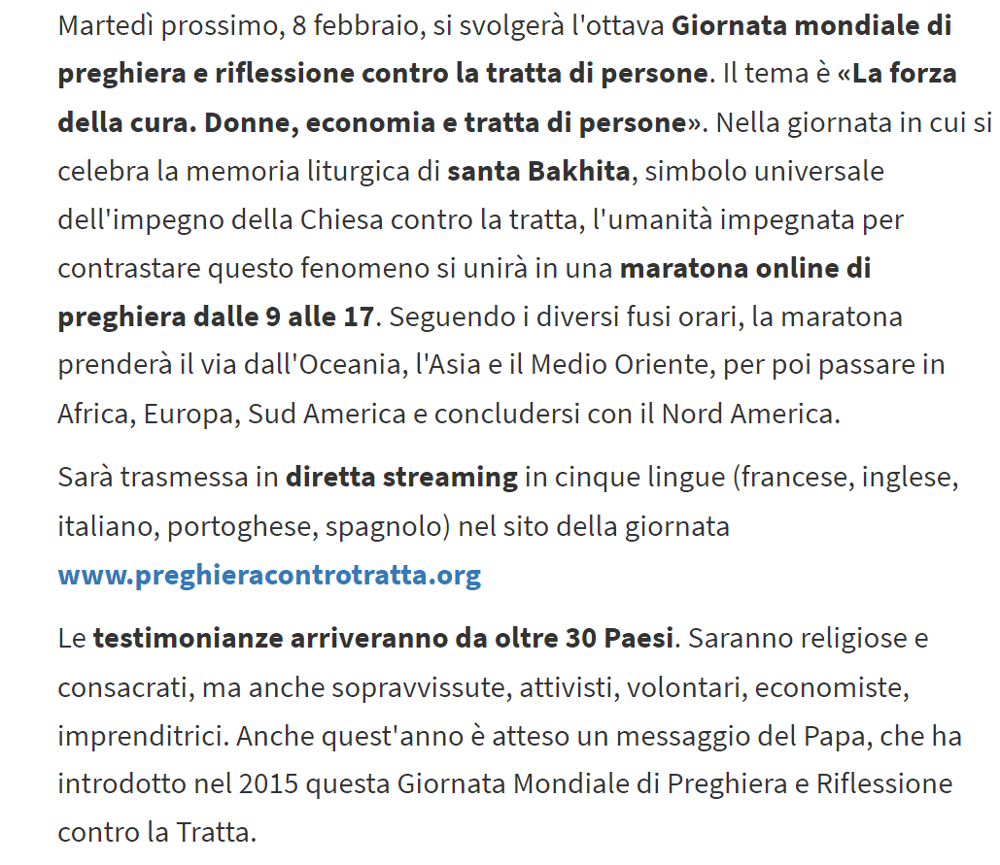 Martedì prossimo, 8 febbraio, si svolgerà l'ottava Giornata mondiale di
preghiera e riflessione contro la tratta di persone. Il tema è «La forza
della cura. Donne, economia e tratta di persone». Nella giornata in cui si
celebra la memoria liturgica di santa Bakhita, simbolo universale
dell'impegno della Chiesa contro la tratta, l'umanità impegnata per
contrastare questo fenomeno si unirà in una maratona online di
preghiera dalle 9 alle 17. Seguendo i diversi fusi orari, la maratona
prenderà il via dall'Oceania, l'Asia e il Medio Oriente, per poi passare in
Africa, Europa, Sud America e concludersi con il Nord America.
Sarà trasmessa in diretta streaming in cinque lingue (francese, inglese,
italiano, portoghese, spagnolo) nel sito della giornata
www.preghieracontrotratta.org
Le testimonianze arriveranno da oltre 30 Paesi. Saranno religiose e
consacrati, ma anche sopravvissute, attivisti, volontari, economiste,
imprenditrici. Anche quest'anno è atteso un messaggio del Papa, che ha
introdotto nel 2015 questa Giornata Mondiale di Preghiera e Riflessione
contro la Tratta.